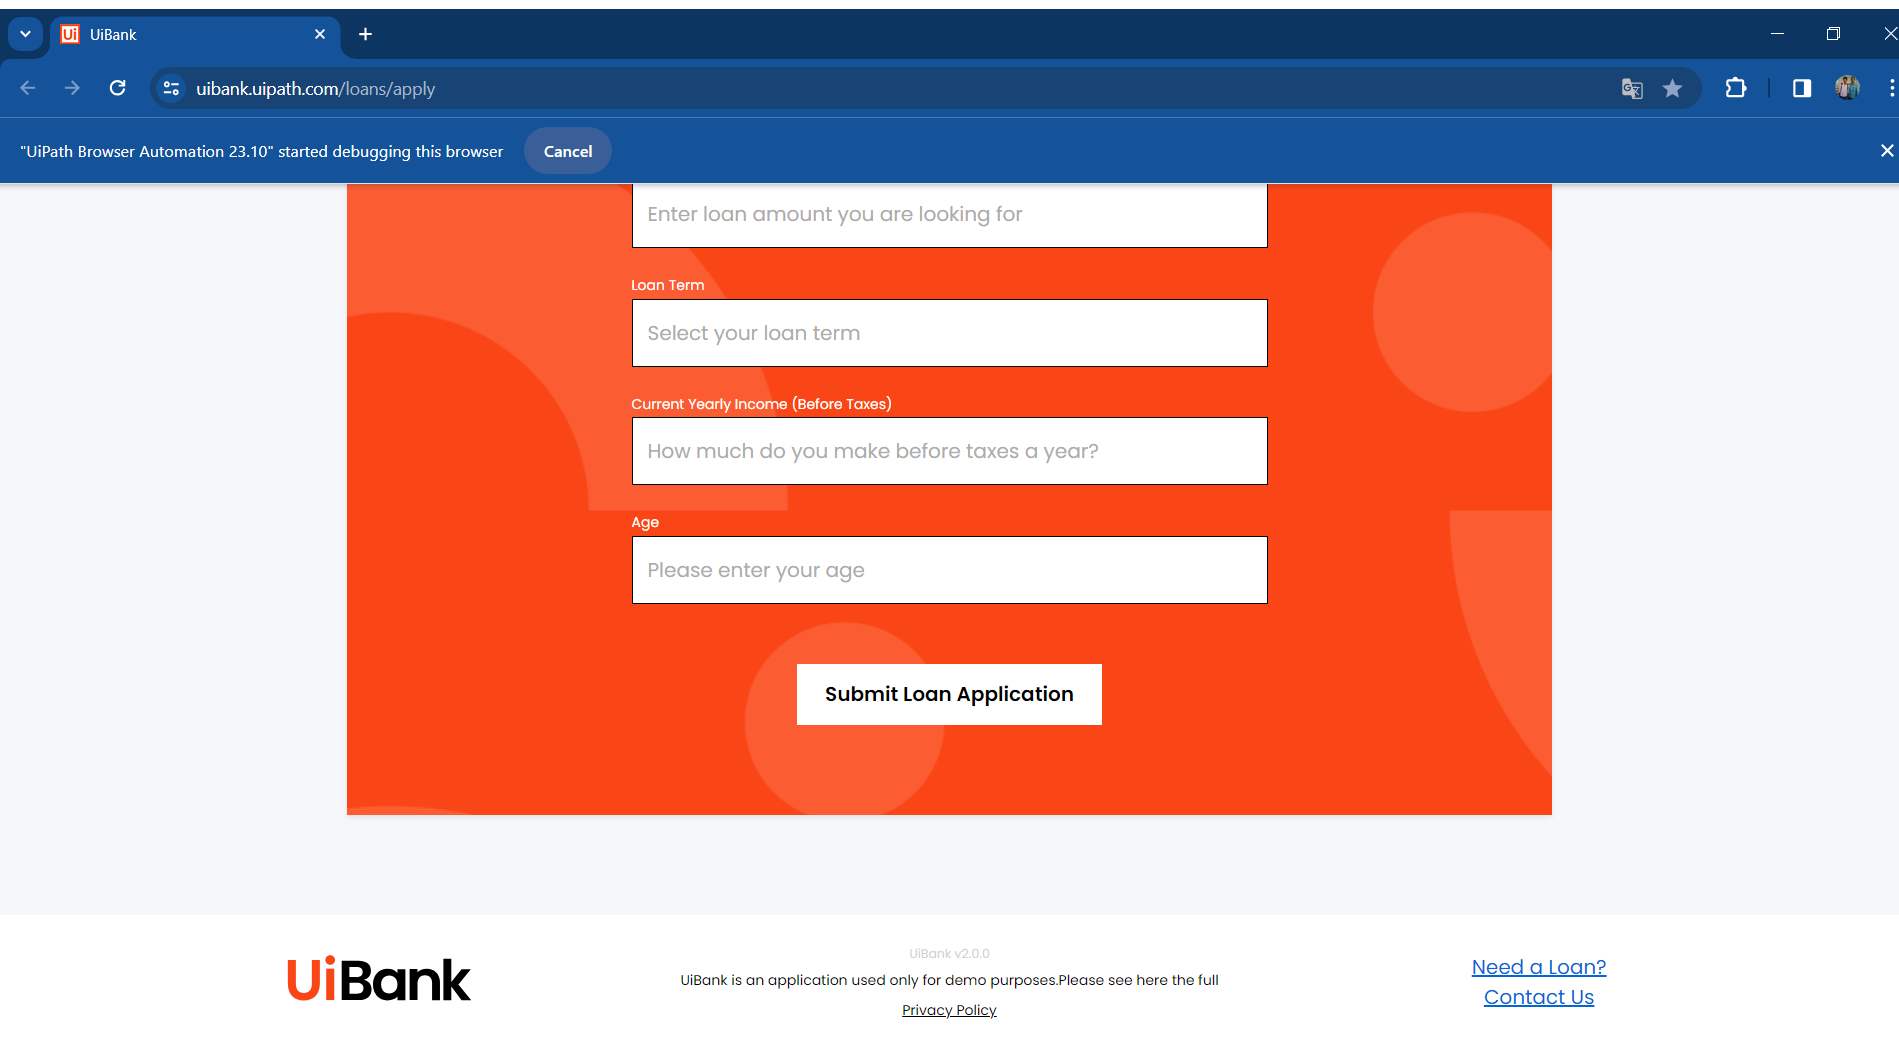 UiBank
uibank.uipath.com/loans/apply
"UiPath Browser Automation 23.10" started debugging this browser
Cancel
Enter loan amount you are looking for
Loan Term
Select your loan term
Current Yearly Income (Before Taxes)
How much do you make before taxes a year?
Age
Please enter your age
Submit Loan Application
UiBank
UiBank v2.0.0
UiBank is an application used only for demo purposes.Please see here the full
Privacy Policy
Need a Loan?
Contact Us